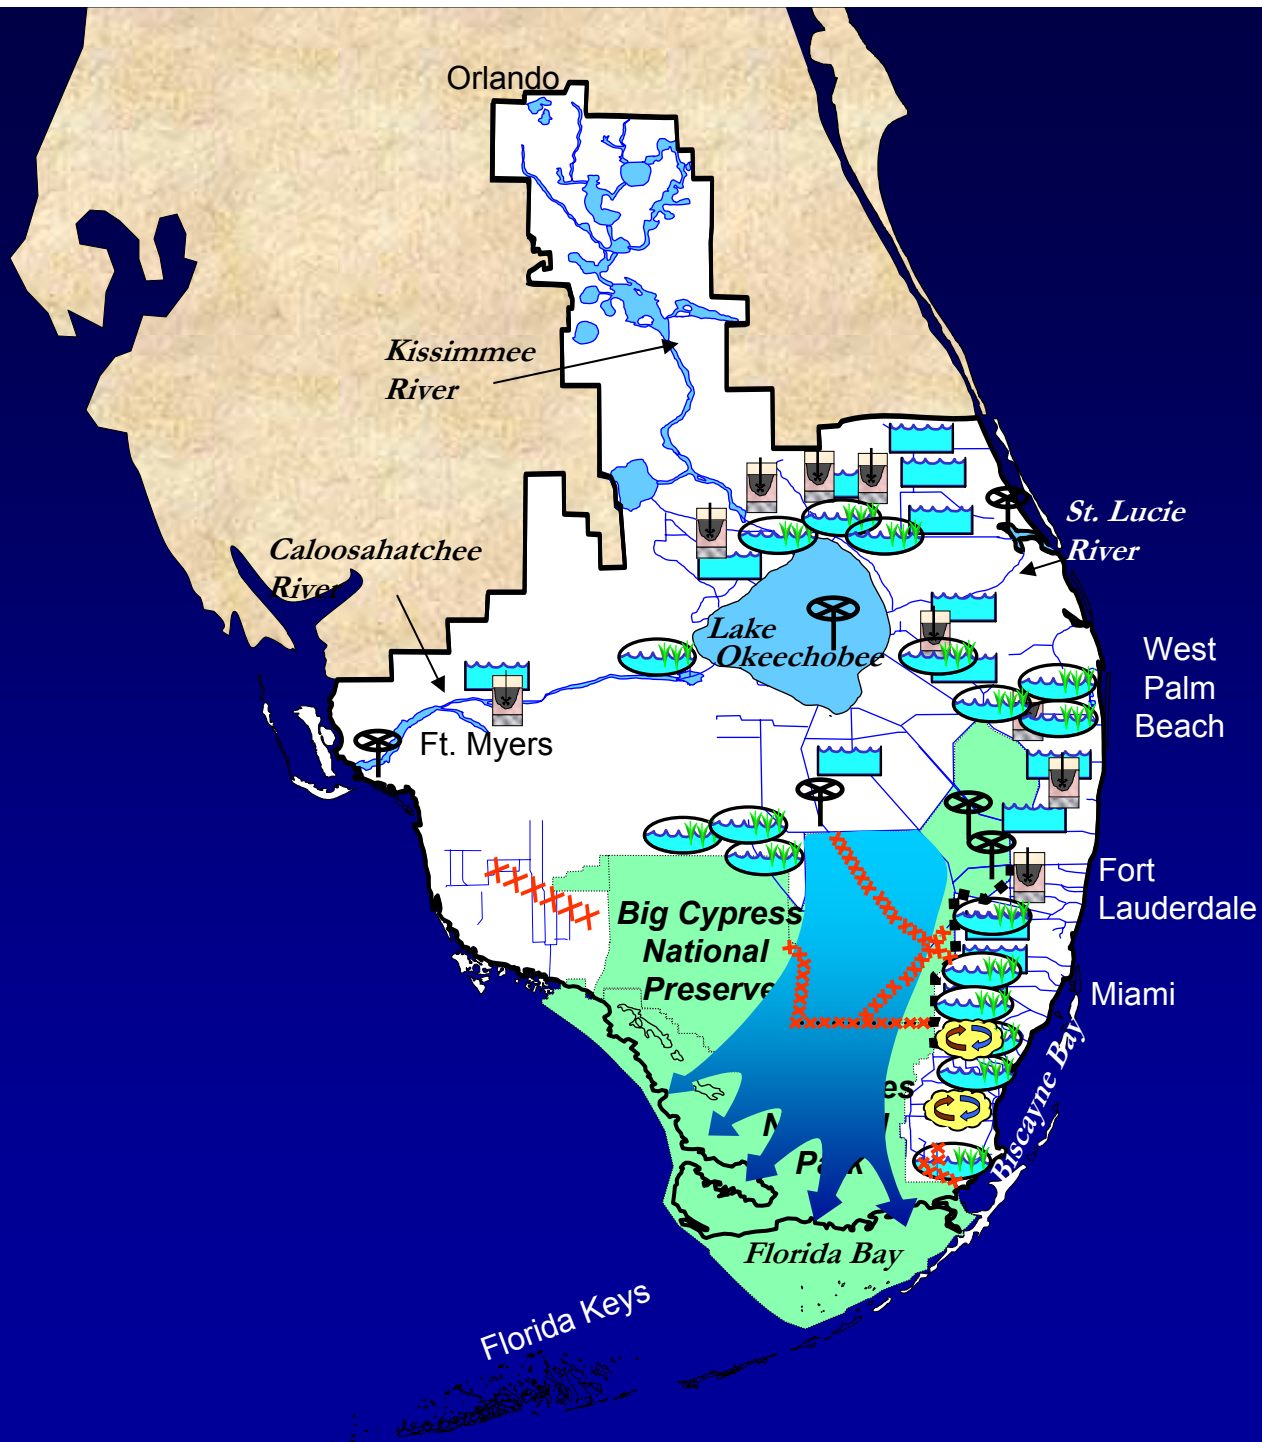 Orlando
Kissimmee
River
St. Lucie
River
Caloosahatchee
River
Lake
Okeechobee
West
Palm
Beach
Ft. Myers
Fort
Lauderdale
Big Cypress
National
Preserve
Miami
Biscayne Bay
Park
Florida Bay
Florida Keys